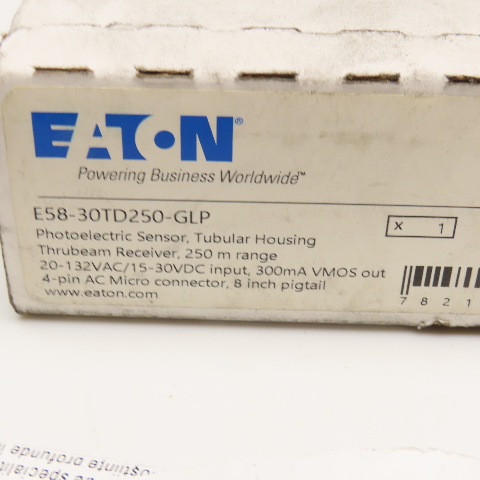 EATON®
Powering Business Worldwide™
E58-30TD250-GLP
x 1
Photoelectric Sensor, Tubular Housing
Thrubeam Receiver, 250 m range
20-132VAC/15-30VDC input, 300mA VMOS out
4-pin AC Micro connector, 8 inch pigtail
www.eaton.com
7 8 2 1
profunde